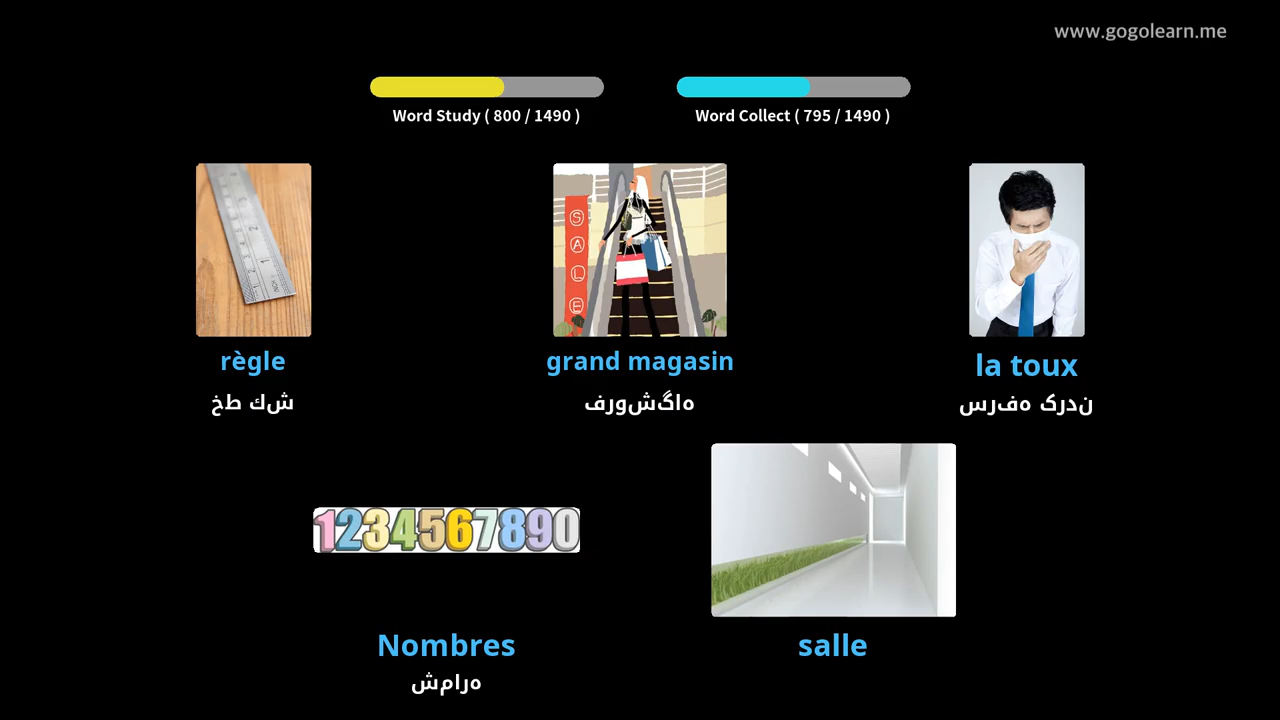 www.gogolearn.me
Word Study ( 800 / 1490 )
Word Collect ( 795 / 1490 )
S
A
L
E
règle
grand magasin
la toux
شك طخ
هاگشورف
ندرک هفرس
1234567890
Nombres
salle
هرامش